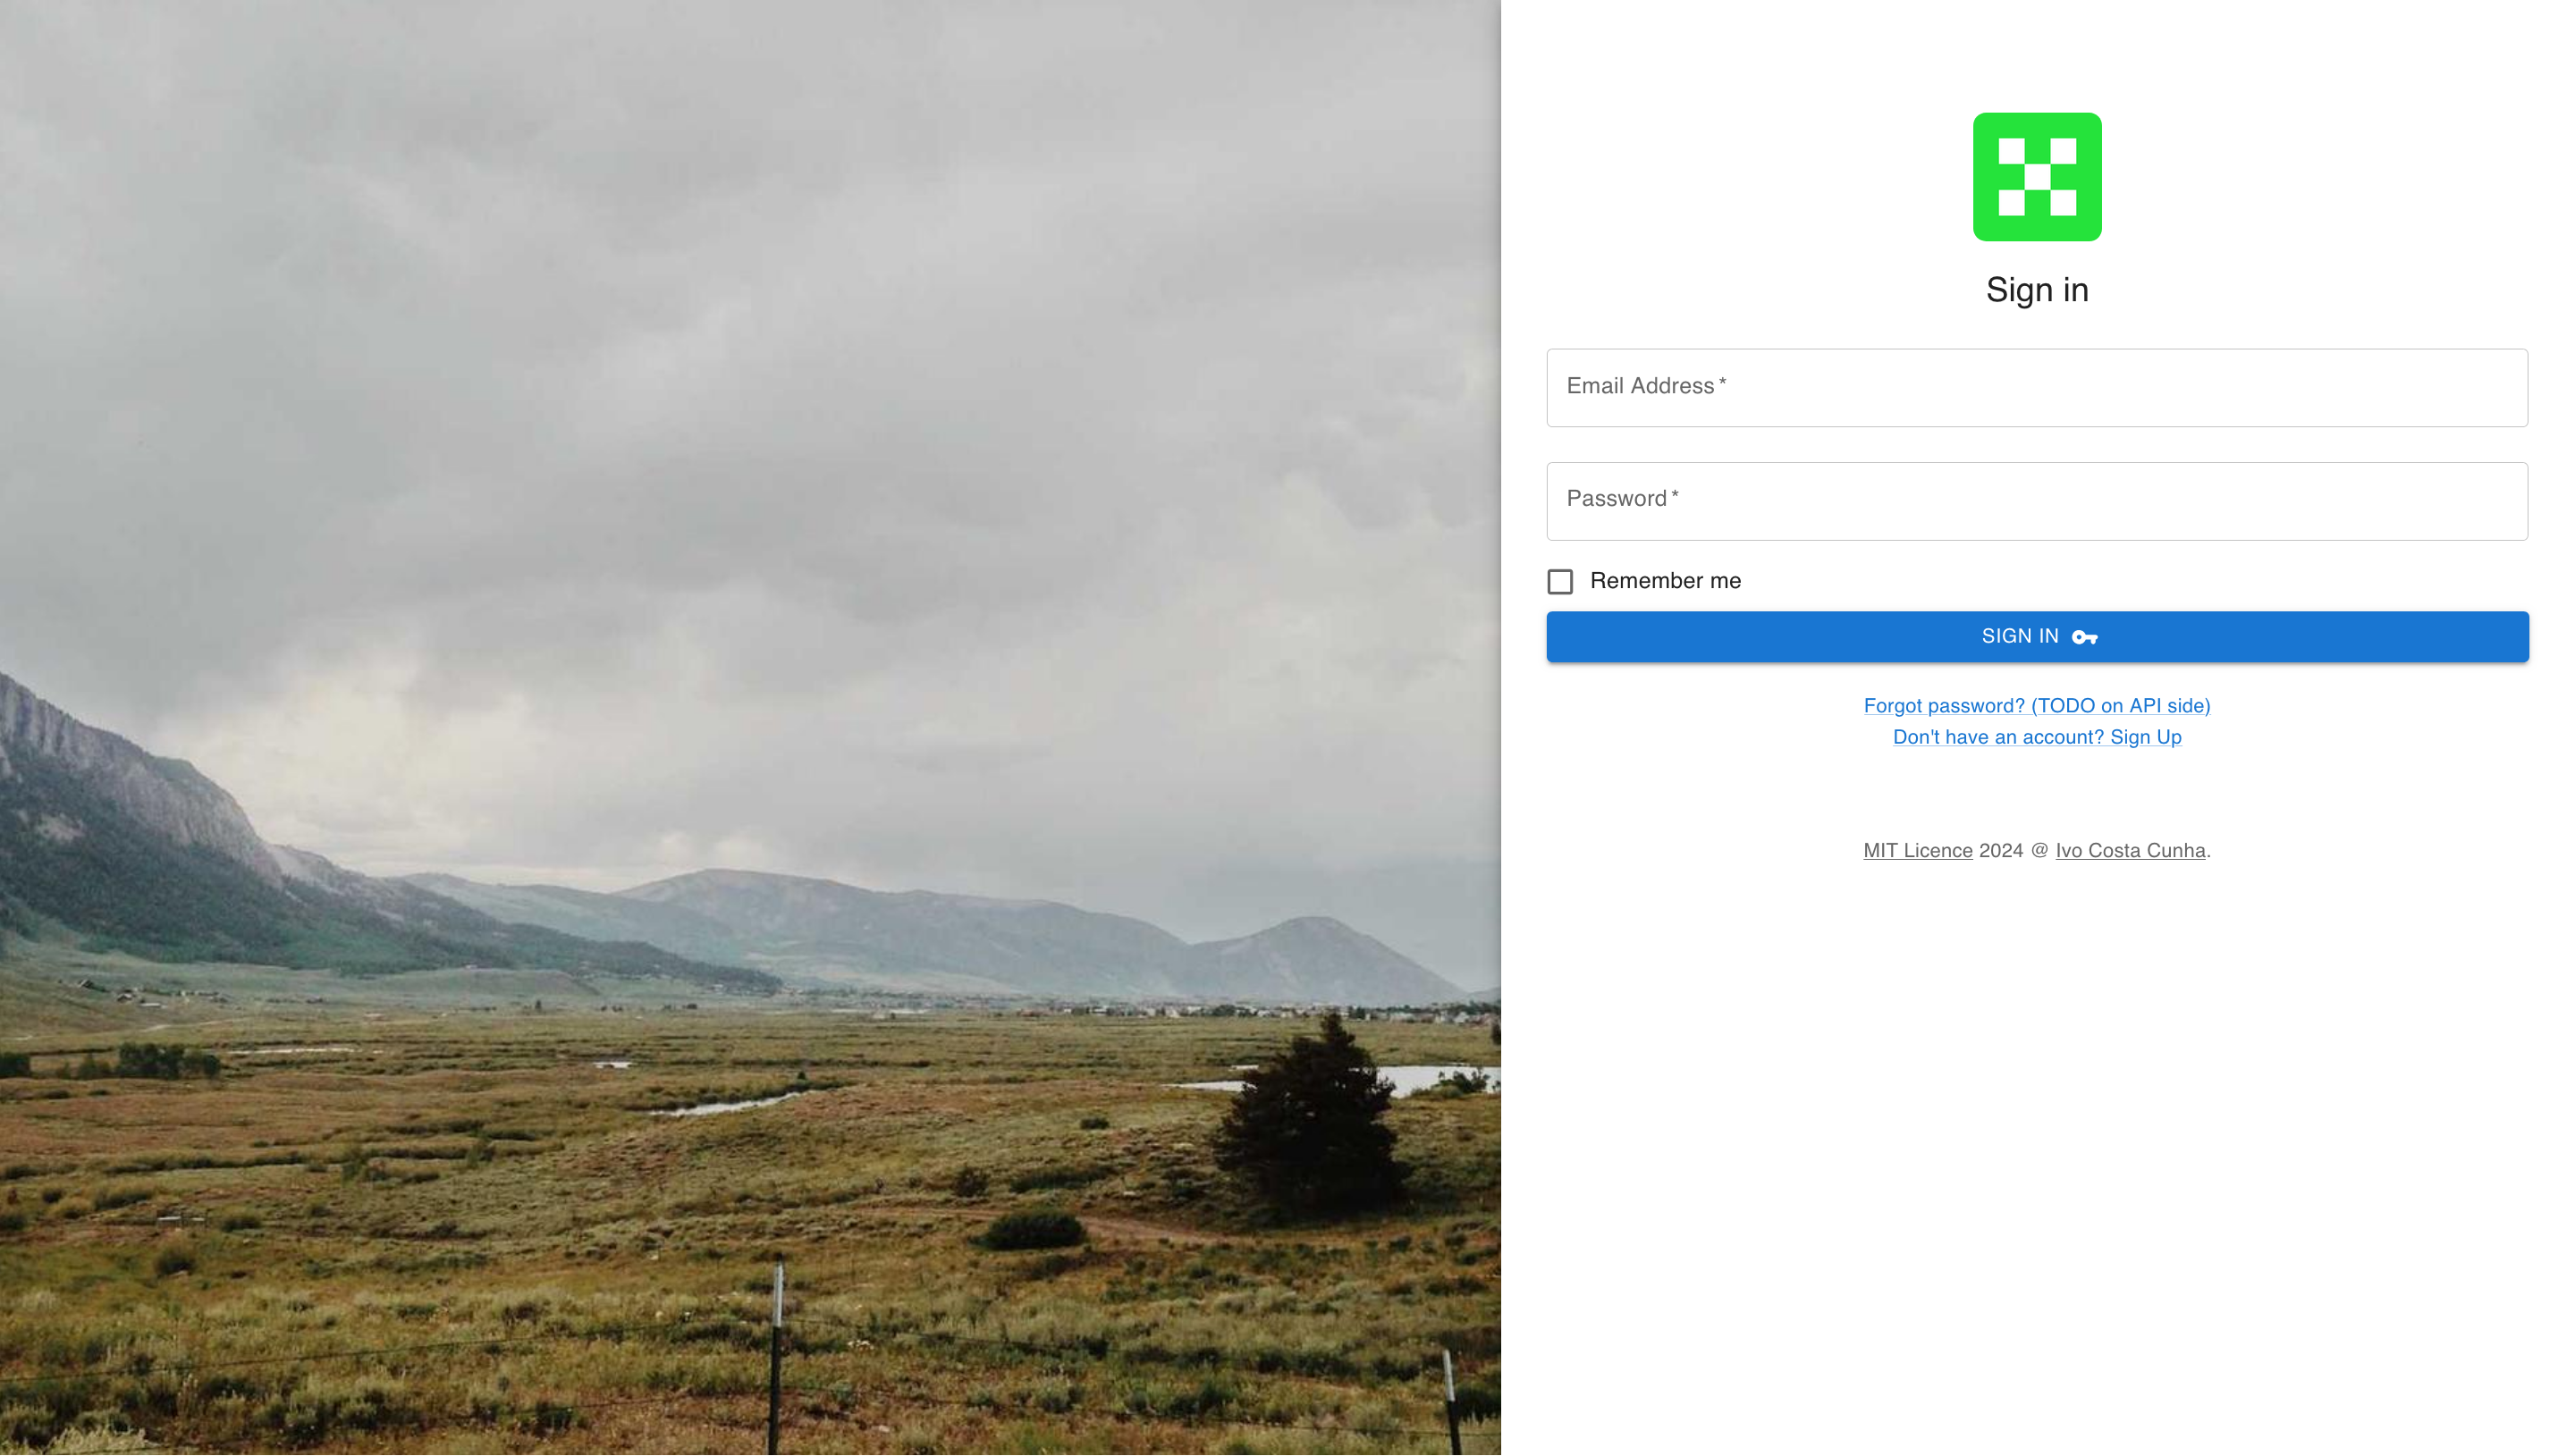 Sign in
Email Address *
Password *
Remember me
SIGN IN
Forgot password? (TODO on API side)
Don't have an account? Sign Up
MIT Licence 2024 @ Ivo Costa Cunha.